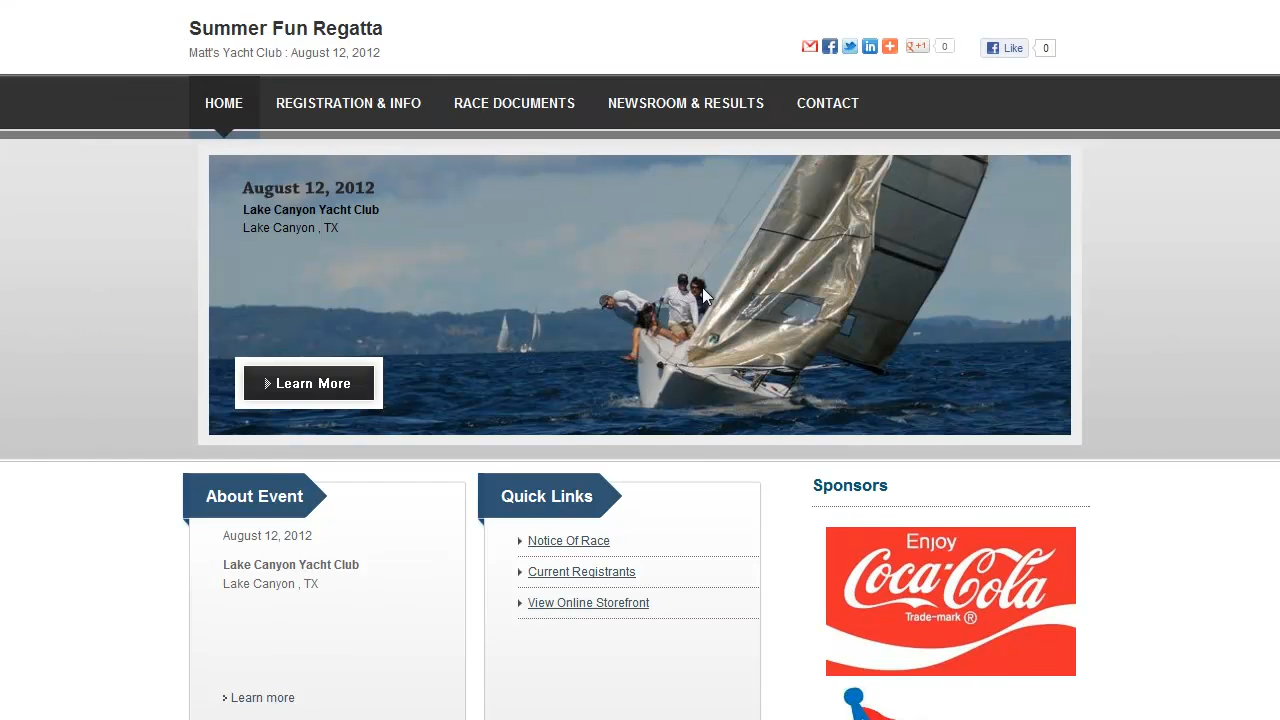 Summer Fun Regatta
Matt's Yacht Club : August 12, 2012
+1
0
Like
0
HOME
REGISTRATION & INFO
RACE DOCUMENTS
NEWSROOM & RESULTS
CONTACT
August 12, 2012
Lake Canyon Yacht Club
Lake Canyon , TX
Learn More
About Event
August 12, 2012
Lake Canyon Yacht Club
Lake Canyon , TX
Learn more
Quick Links
Notice Of Race
Current Registrants
View Online Storefront
Sponsors
Enjoy
Coca-Cola
Trade-mark ®